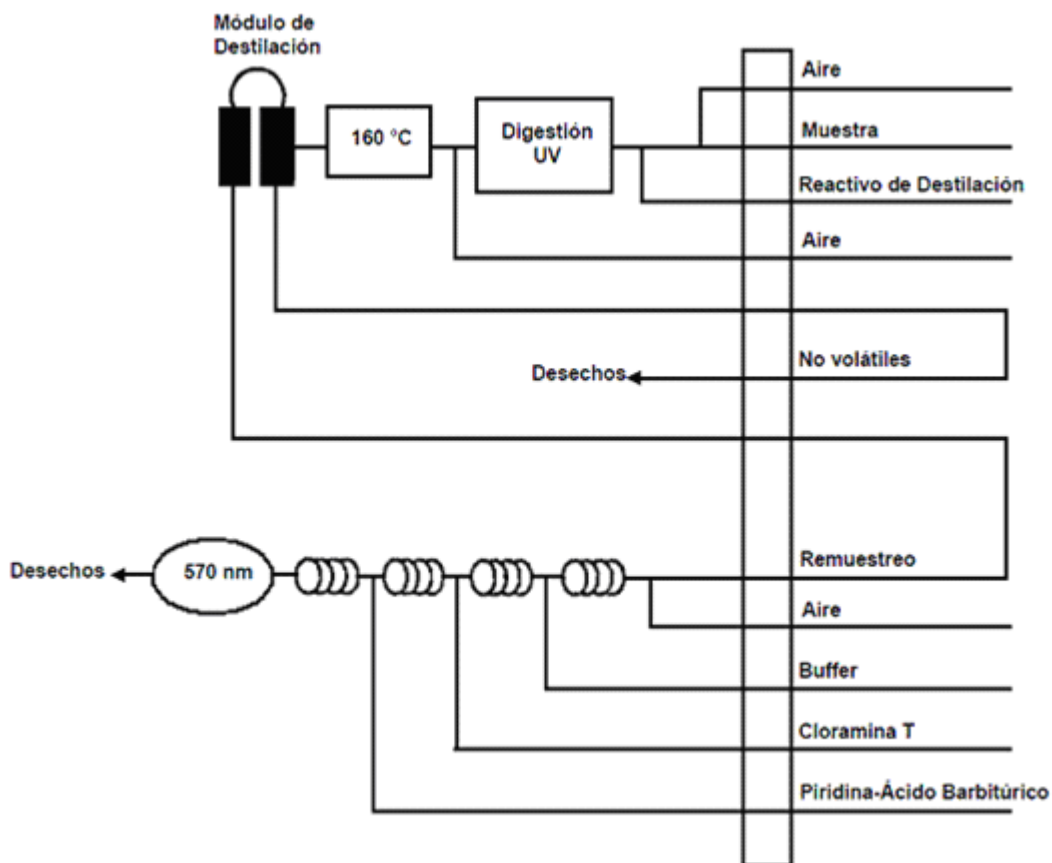 Módulo de
Destilación
Aire
160 °C
Digestión
UV
Muestra
Reactivo de Destilación
Aire
No volátiles
Desechos
Desechos
570 nm
Remuestreo
Aire
Buffer
Cloramina T
Piridina-Ácido Barbitúrico